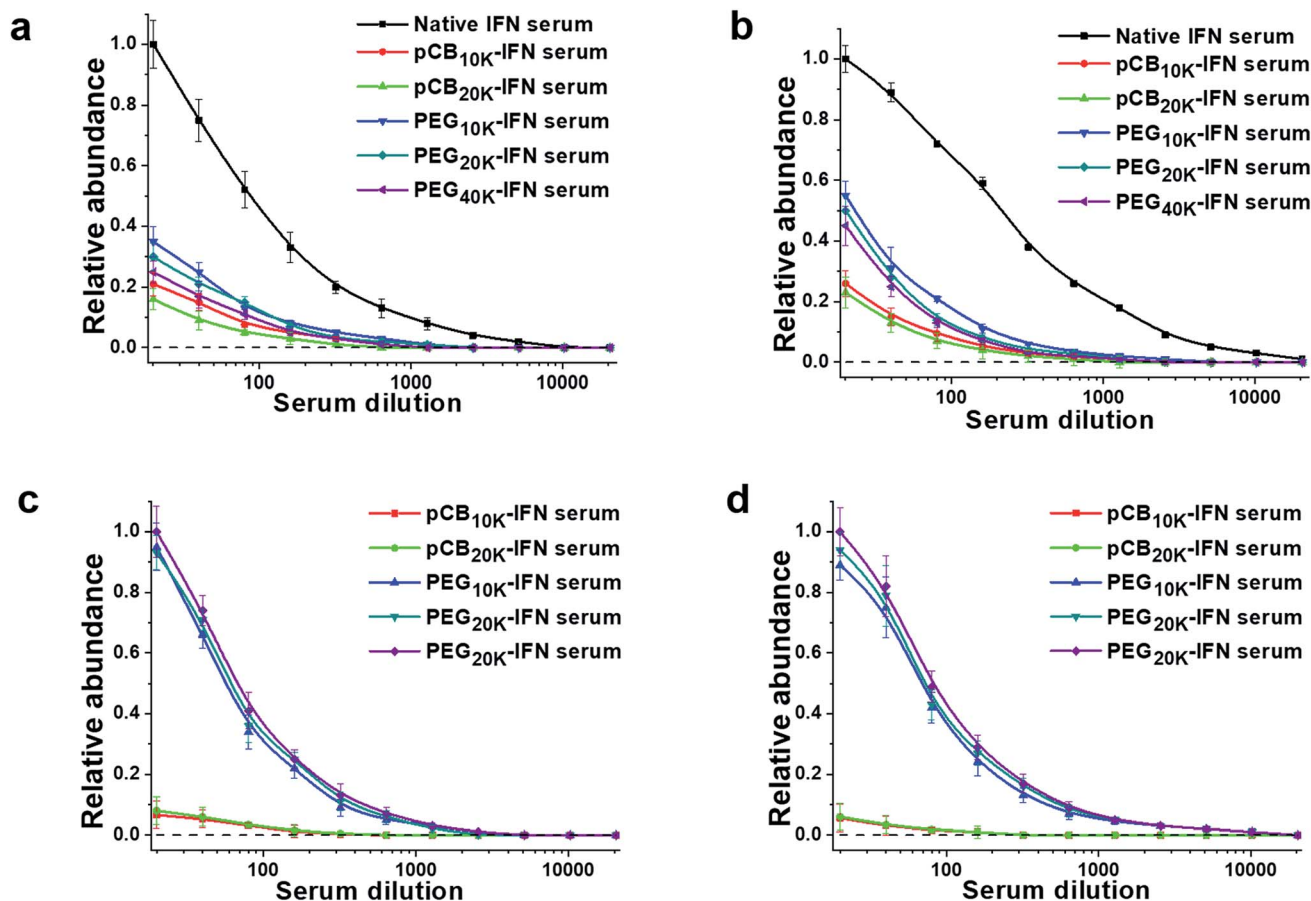 a
Native IFN serum
pCB10K-IFN serum
pCB20K-IFN serum
PEG10K-IFN serum
PEG20K-IFN serum
PEG40K-IFN serum
Relative abundance
1.0
0.8
0.6
0.4
0.2
0.0
100
1000
10000
Serum dilution
b
Native IFN serum
pCB10K-IFN serum
pCB20K-IFN serum
PEG10K-IFN serum
PEG20K-IFN serum
PEG40K-IFN serum
Relative abundance
1.0
0.8
0.6
0.4
0.2
0.0
100
1000
10000
Serum dilution
c
pCB10K-IFN serum
pCB20K-IFN serum
PEG10K-IFN serum
PEG20K-IFN serum
PEG20K-IFN serum
Relative abundance
1.0
0.8
0.6
0.4
0.2
0.0
100
1000
10000
Serum dilution
d
pCB10K-IFN serum
pCB20K-IFN serum
PEG10K-IFN serum
PEG20K-IFN serum
PEG20K-IFN serum
Relative abundance
1.0
0.8
0.6
0.4
0.2
0.0
100
1000
10000
Serum dilution